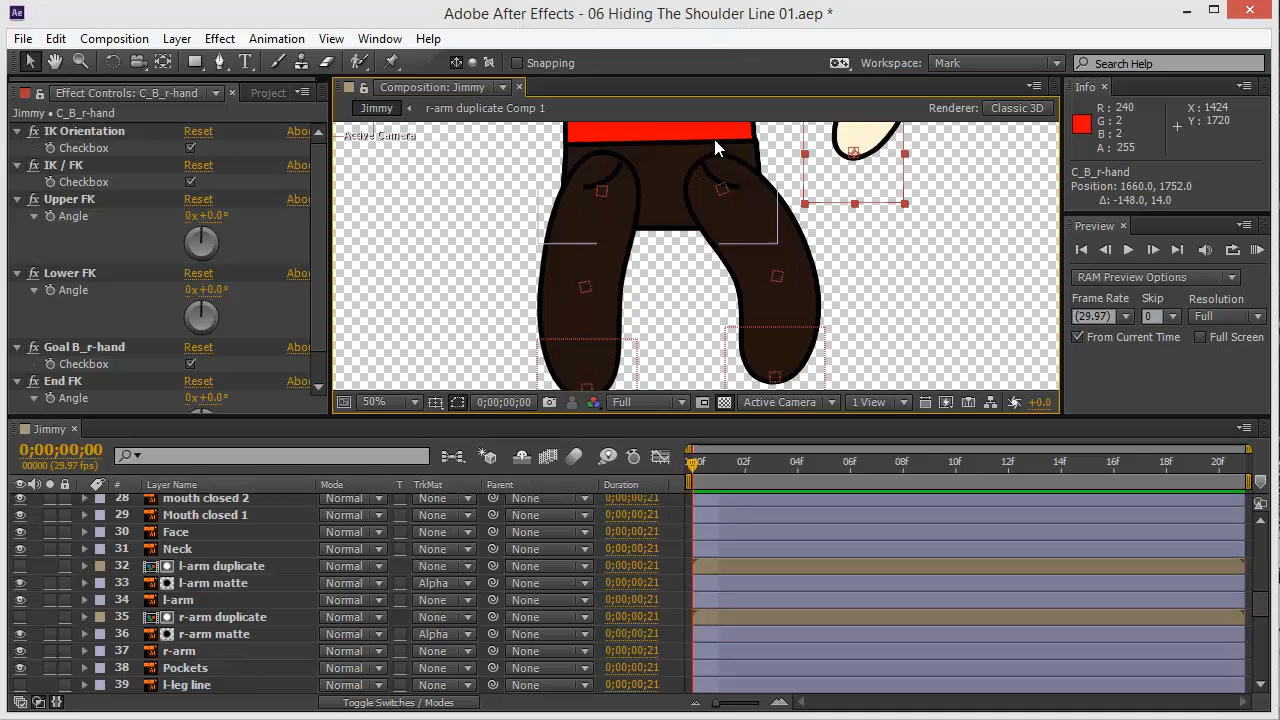 Ae Adobe After Effects - 06 Hiding The Shoulder Line 01.aep *
File Edit Composition Layer Effect Animation View Window Help
Snapping Workspace: Mark Search Help
Effect Controls: C_B_r-hand Project
Composition: Jimmy
Info
Jimmy • C_B_r-hand
Jimmy r-arm duplicate Comp 1 Renderer: Classic 3D
Active Camera
IK Orientation Reset Abou
Checkbox
IK / FK Reset Abou
Checkbox
Upper FK Reset Abou
Angle 0x+0.0°
Lower FK Reset Abou
Angle 0x+0.0°
Goal B_r-hand Reset Abou
Checkbox
End FK Reset Abou
Angle 0x+0.0°
R: 240 X: 1424
G: 2 Y: 1720
B: 2
A: 255
C_B_r-hand
Position: 1660.0, 1752.0
Δ: -148.0, 14.0
Preview
RAM Preview Options
Frame Rate Skip Resolution
(29.97) 0 Full
From Current Time Full Screen
50% 0;00;00;00 Full Active Camera 1 View +0.0
Jimmy
0;00;00;00
00000 (29.97 fps)
02f 04f 06f 08f 10f 12f 14f 16f 18f 20f
# Layer Name Mode T TrkMat Parent Duration
28 mouth closed 2 Normal None None 0;00;00;21
29 Mouth closed 1 Normal None None 0;00;00;21
30 Face Normal None None 0;00;00;21
31 Neck Normal None None 0;00;00;21
32 l-arm duplicate Normal None None 0;00;00;21
33 l-arm matte Normal Alpha None 0;00;00;21
34 l-arm Normal None None 0;00;00;21
35 r-arm duplicate Normal None None 0;00;00;21
36 r-arm matte Normal Alpha None 0;00;00;21
37 r-arm Normal None None 0;00;00;21
38 Pockets Normal None None 0;00;00;21
39 l-leg line Normal None None 0;00;00;21
Toggle Switches / Modes